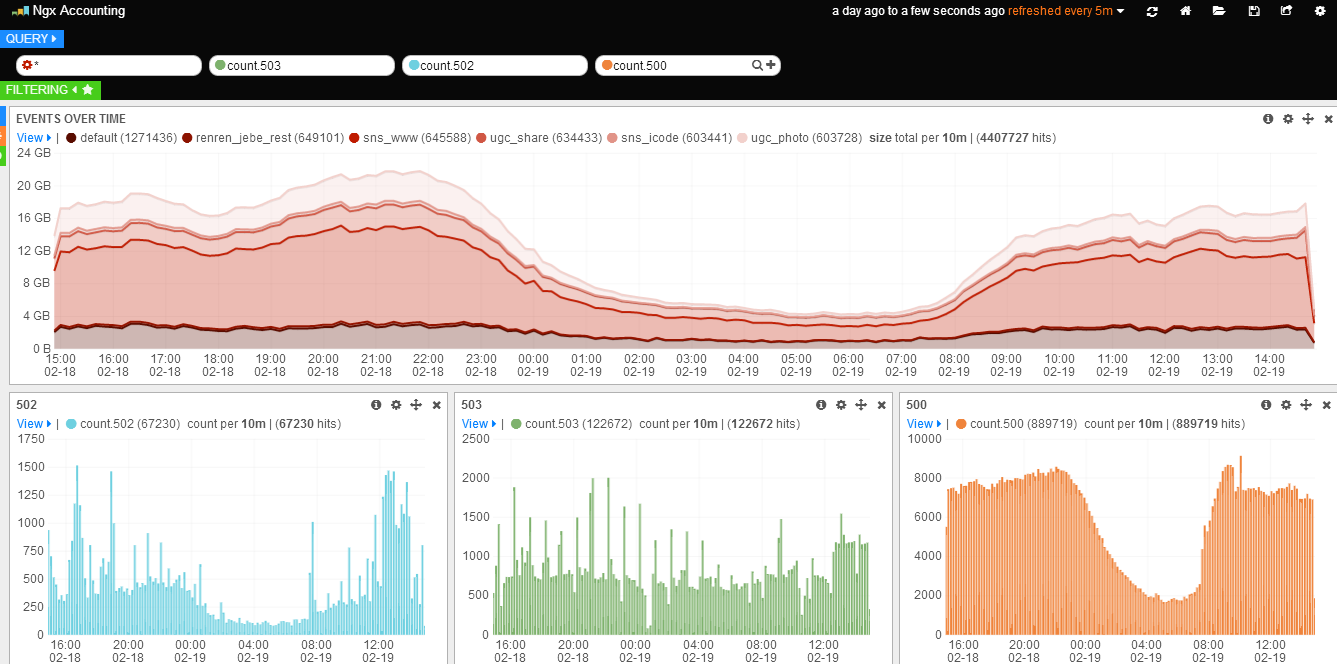 Ngx Accounting a day ago to a few seconds ago refreshed every 5m
QUERY
* count.503 count.502 count.500
FILTERING
EVENTS OVER TIME
View | default (1271436) renren_jebe_rest (649101) sns_www (645588) ugc_share (634433) sns_icode (603441) ugc_photo (603728) size total per 10m | (4407727 hits)
24 GB
20 GB
16 GB
12 GB
8 GB
4 GB
0 B
15:00 16:00 17:00 18:00 19:00 20:00 21:00 22:00 23:00 00:00 01:00 02:00 03:00 04:00 05:00 06:00 07:00 08:00 09:00 10:00 11:00 12:00 13:00 14:00
02-18 02-18 02-18 02-18 02-18 02-18 02-18 02-18 02-18 02-19 02-19 02-19 02-19 02-19 02-19 02-19 02-19 02-19 02-19 02-19 02-19 02-19 02-19 02-19
502
View | count.502 (67230) count per 10m | (67230 hits)
1750
1500
1250
1000
750
500
250
0
16:00 20:00 00:00 04:00 08:00 12:00
02-18 02-18 02-19 02-19 02-19 02-19
503
View | count.503 (122672) count per 10m | (122672 hits)
2500
2000
1500
1000
500
0
16:00 20:00 00:00 04:00 08:00 12:00
02-18 02-18 02-19 02-19 02-19 02-19
500
View | count.500 (889719) count per 10m | (889719 hits)
10000
8000
6000
4000
2000
0
16:00 20:00 00:00 04:00 08:00 12:00
02-18 02-18 02-19 02-19 02-19 02-19